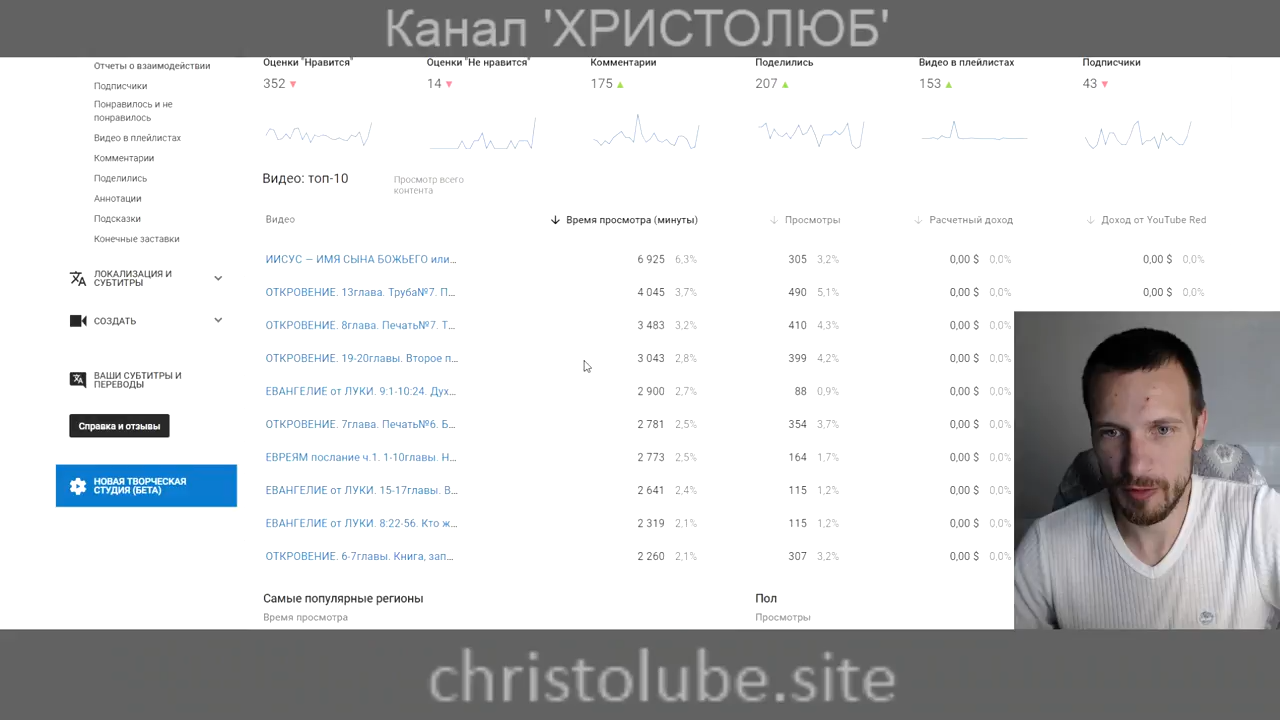 Канал 'ХРИСТОЛЮБ'
Отчеты о взаимодействии
Подписчики
Понравилось и не
понравилось
Видео в плейлистах
Комментарии
Поделились
Аннотации
Подсказки
Конечные заставки
ЛОКАЛИЗАЦИЯ И
СУБТИТРЫ
СОЗДАТЬ
ВАШИ СУБТИТРЫ И
ПЕРЕВОДЫ
Справка и отзывы
НОВАЯ ТВОРЧЕСКАЯ
СТУДИЯ (БЕТА)
Оценки "Нравится" Оценки "Не нравится" Комментарии Поделились Видео в плейлистах Подписчики
352 14 175 207 153 43
Видео: топ-10 Просмотр всего
контента
Видео Время просмотра (минуты) Просмотры Расчетный доход Доход от YouTube Red
ИИСУС — ИМЯ СЫНА БОЖЬЕГО или... 6 925 6,3% 305 3,2% 0,00 $ 0,0% 0,00 $ 0,0%
ОТКРОВЕНИЕ. 13глава. Труба№7. П... 4 045 3,7% 490 5,1% 0,00 $ 0,0% 0,00 $ 0,0%
ОТКРОВЕНИЕ. 8глава. Печать№7. Т... 3 483 3,2% 410 4,3% 0,00 $ 0,0%
ОТКРОВЕНИЕ. 19-20главы. Второе п... 3 043 2,8% 399 4,2% 0,00 $ 0,0%
ЕВАНГЕЛИЕ от ЛУКИ. 9:1-10:24. Дух... 2 900 2,7% 88 0,9% 0,00 $ 0,0%
ОТКРОВЕНИЕ. 7глава. Печать№6. Б... 2 781 2,5% 354 3,7% 0,00 $ 0,0%
ЕВРЕЯМ послание ч.1. 1-10главы. Н... 2 773 2,5% 164 1,7% 0,00 $ 0,0%
ЕВАНГЕЛИЕ от ЛУКИ. 15-17главы. В... 2 641 2,4% 115 1,2% 0,00 $ 0,0%
ЕВАНГЕЛИЕ от ЛУКИ. 8:22-56. Кто ж... 2 319 2,1% 115 1,2% 0,00 $ 0,0%
ОТКРОВЕНИЕ. 6-7главы. Книга, зап... 2 260 2,1% 307 3,2% 0,00 $ 0,0%
Самые популярные регионы Пол
Время просмотра Просмотры
christolube.site